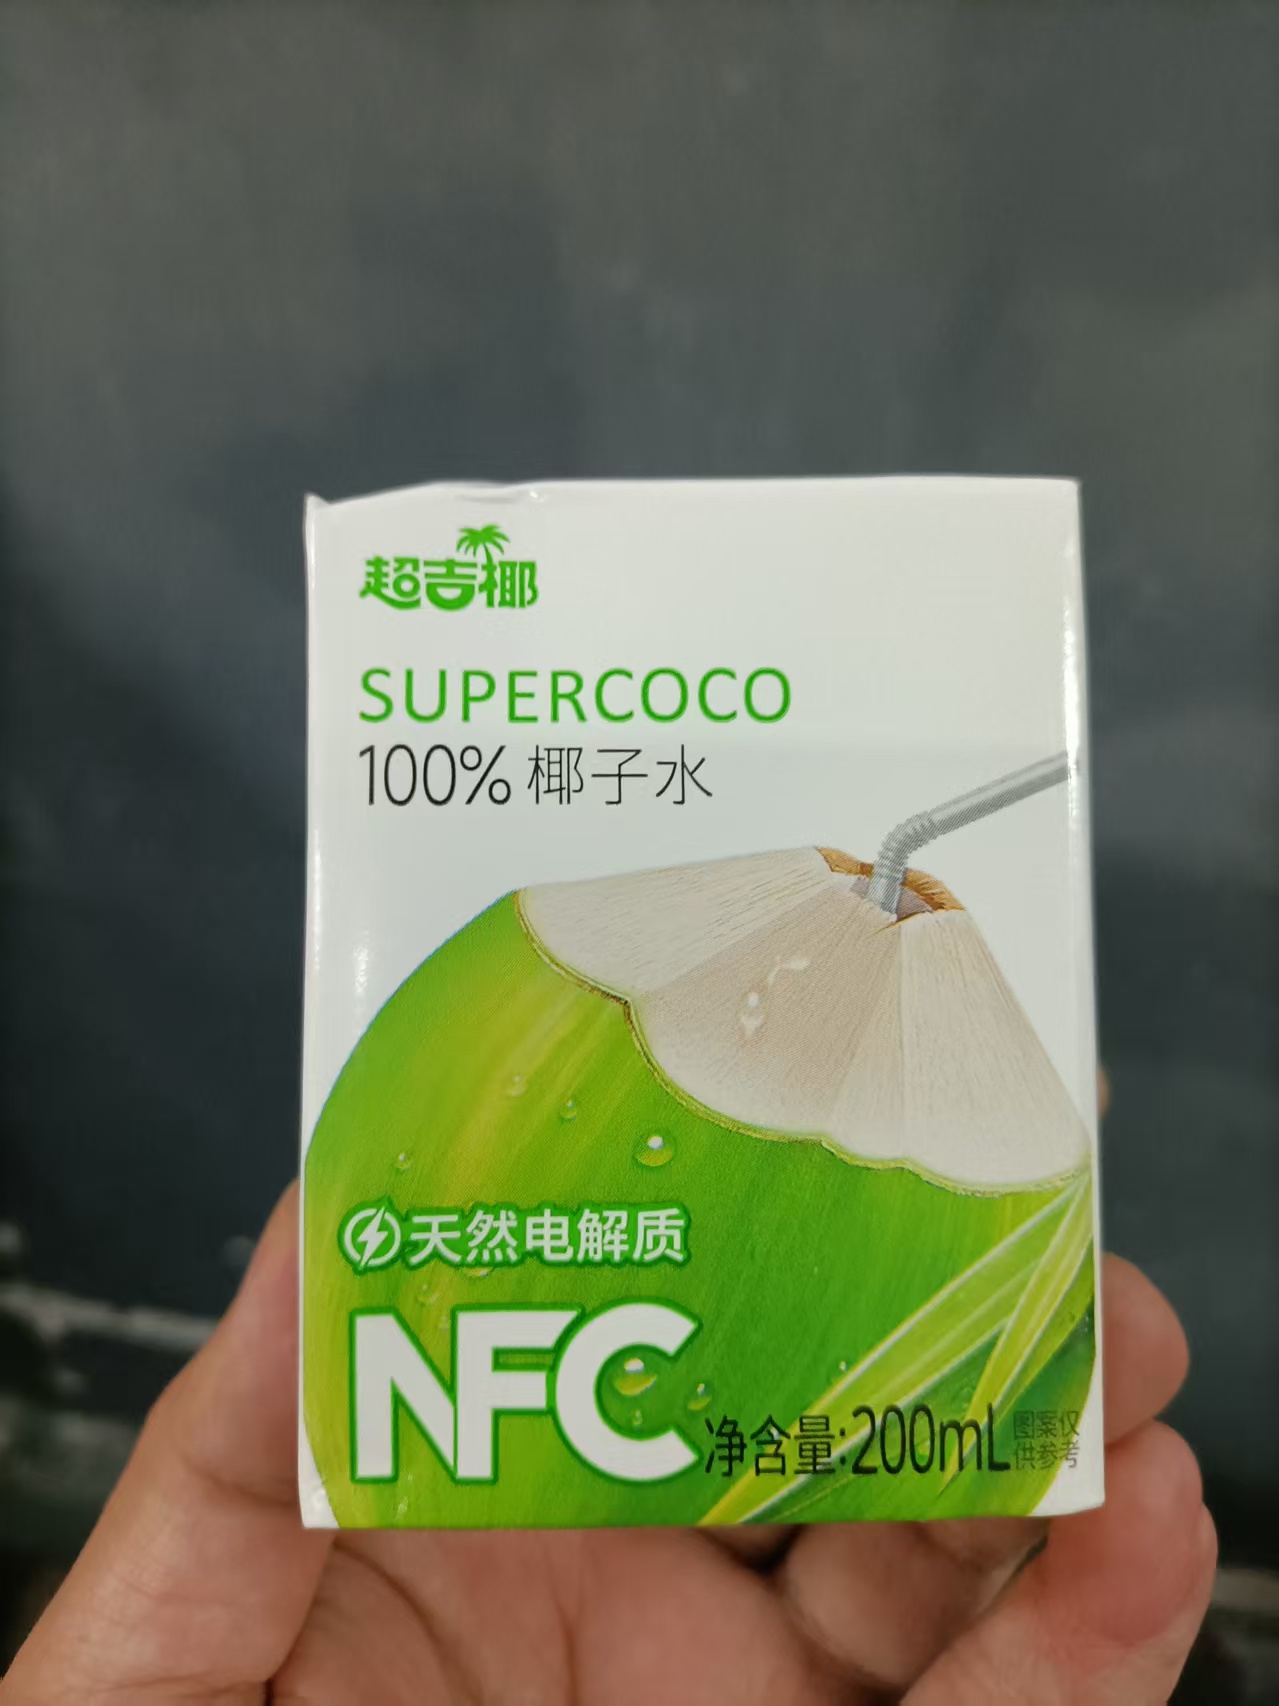 超吉椰
SUPERCOCO
100% 椰子水
天然电解质
NFC
净含量:200mL
图案仅
供参考